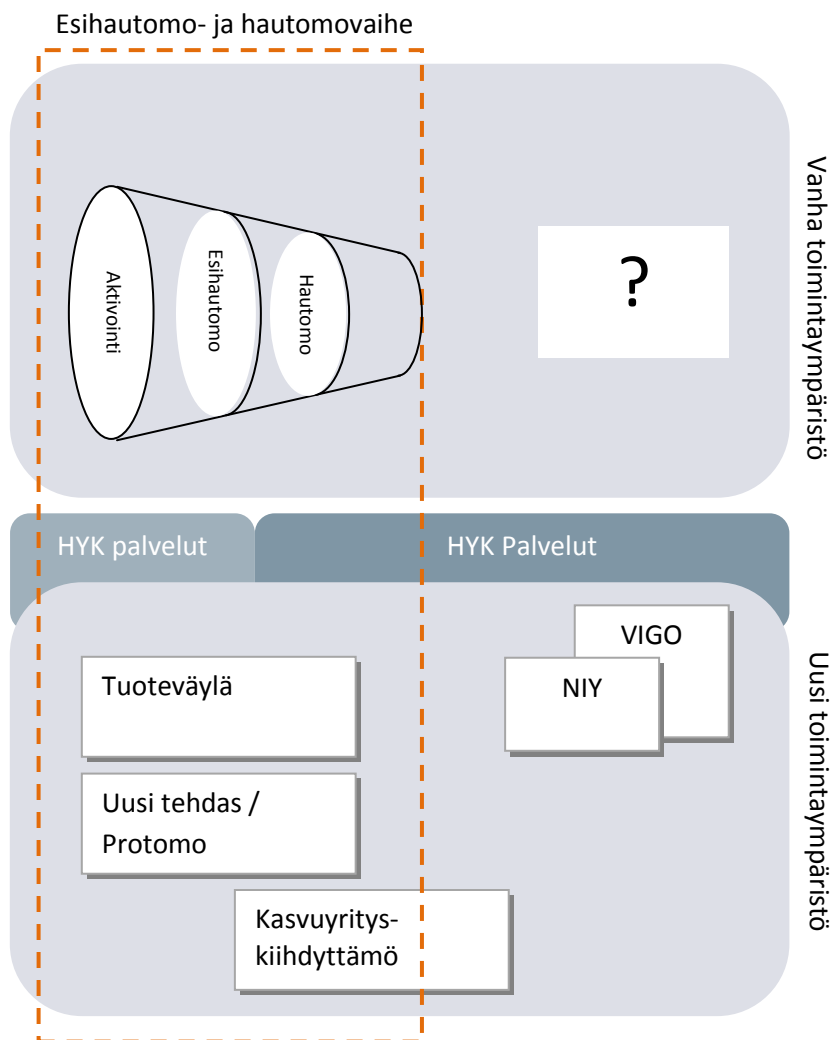 Esihautomo- ja hautomovaihe
Aktivointi
Esihautomo
Hautomo
?
Vanha toimintaympäristö
HYK palvelut
HYK Palvelut
VIGO
NIY
Tuoteväylä
Uusi tehdas /
Protomo
Kasvuyritys-
kiihdyttämö
Uusi toimintaympäristö